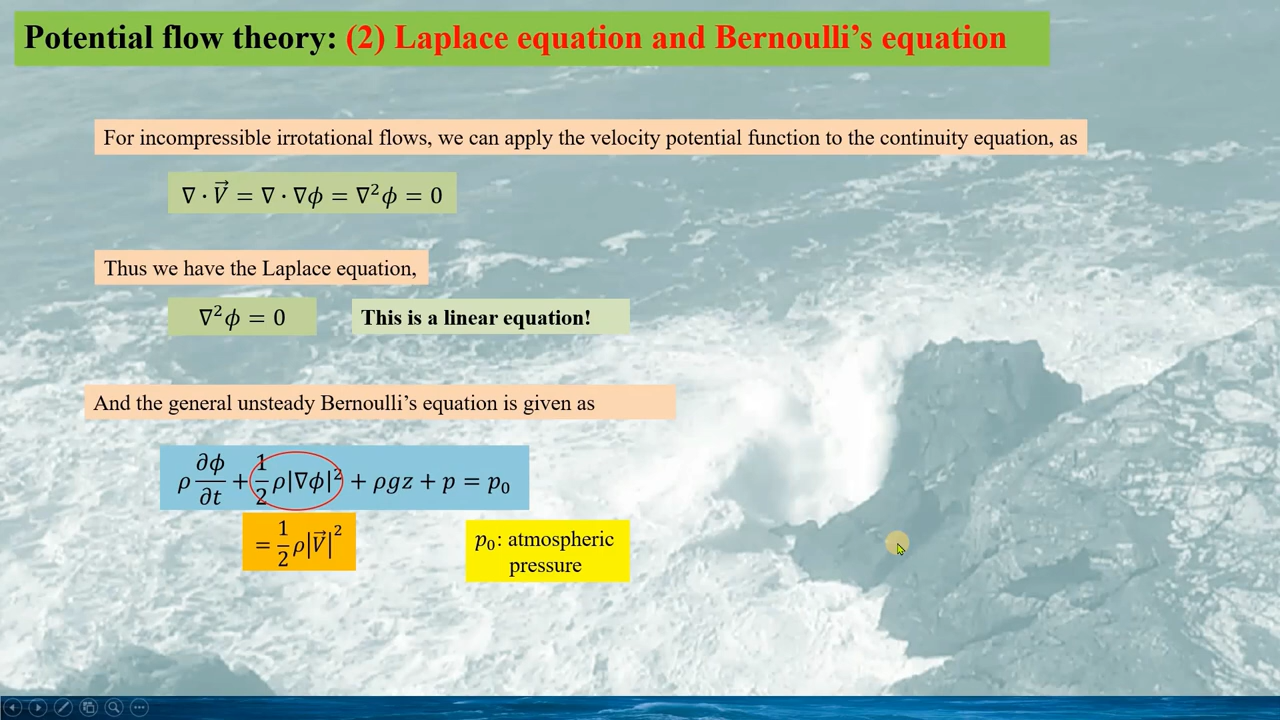 Potential flow theory: (2) Laplace equation and Bernoulli’s equation
For incompressible irrotational flows, we can apply the velocity potential function to the continuity equation, as
∇ · V⃗ = ∇ · ∇ϕ = ∇²ϕ = 0
Thus we have the Laplace equation,
∇²ϕ = 0
This is a linear equation!
And the general unsteady Bernoulli’s equation is given as
ρ ∂ϕ/∂t + 1/2 ρ|∇ϕ|² + ρgz + p = p₀
= 1/2 ρ|V⃗|²
p₀: atmospheric
pressure